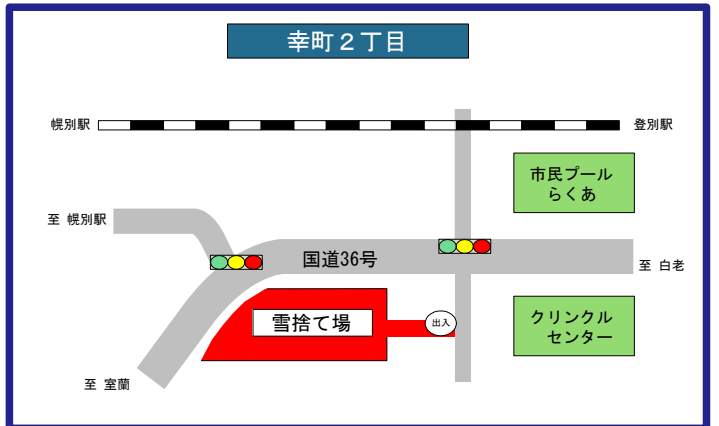 幸町２丁目
幌別駅
登別駅
市民プール
らくあ
至 幌別駅
国道36号
至 白老
雪捨て場
出入
クリンクル
センター
至 室蘭